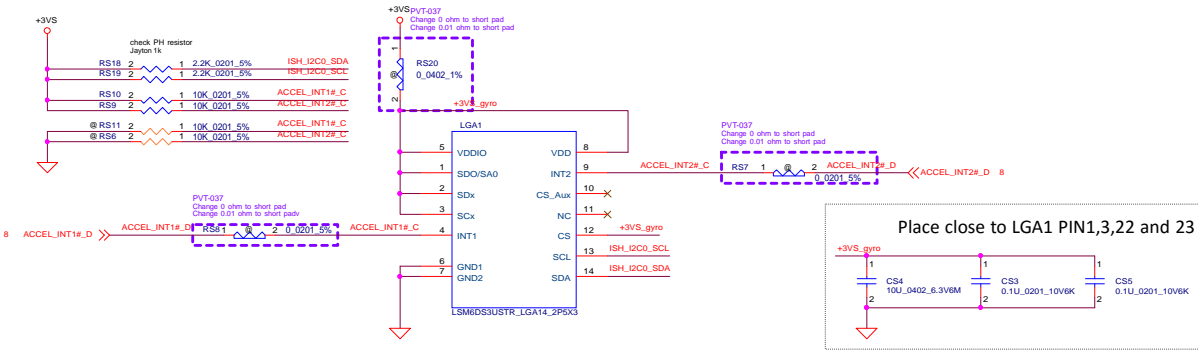 +3VS
check PH resistor
Jayton 1k
RS18 2 1 2.2K_0201_5% ISH_I2C0_SDA
RS19 2 1 2.2K_0201_5% ISH_I2C0_SCL
RS10 2 1 10K_0201_5% ACCEL_INT1#_C
RS9 2 1 10K_0201_5% ACCEL_INT2#_C
@ RS11 2 1 10K_0201_5% ACCEL_INT1#_C
@ RS6 2 1 10K_0201_5% ACCEL_INT2#_C
+3VS
PVT-037
Change 0 ohm to short pad
Change 0.01 ohm to short pad
1
RS20
@
0_0402_1%
2
+3VS_gyro
LGA1
5 VDDIO VDD 8
1 SDO/SA0 INT2 9
2 SDx CS_Aux 10
3 SCx NC 11
4 INT1 CS 12
SCL 13
6 GND1
7 GND2 SDA 14
LSM6DS3USTR_LGA14_2P5X3
PVT-037
Change 0 ohm to short pad
Change 0.01 ohm to short pad
ACCEL_INT2#_C RS7 1 @ 2 ACCEL_INT2#_D ACCEL_INT2#_D 8
0_0201_5%
+3VS_gyro
ISH_I2C0_SCL
ISH_I2C0_SDA
PVT-037
Change 0 ohm to short pad
Change 0.01 ohm to short padv
8 ACCEL_INT1#_D ACCEL_INT1#_D RS8 1 @ 2 0_0201_5% ACCEL_INT1#_C
Place close to LGA1 PIN1,3,22 and 23
+3VS_gyro
1 1 1
CS4 CS3 CS5
10U_0402_6.3V6M 0.1U_0201_10V6K 0.1U_0201_10V6K
2 2 2